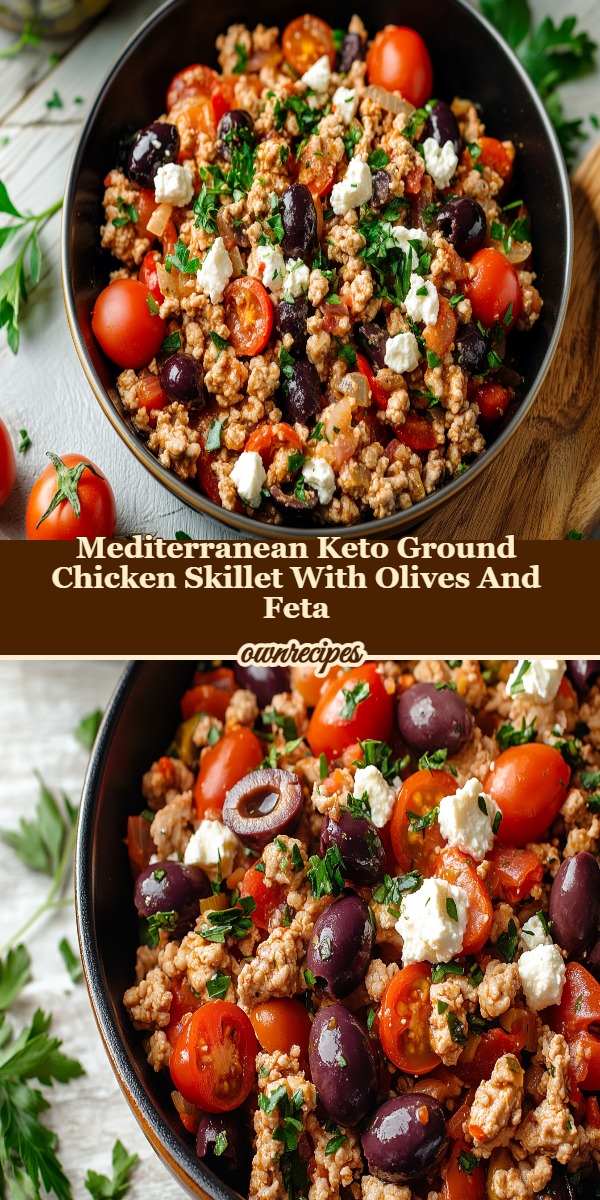 Mediterranean Keto Ground
Chicken Skillet With Olives And
Feta
ownrecipes